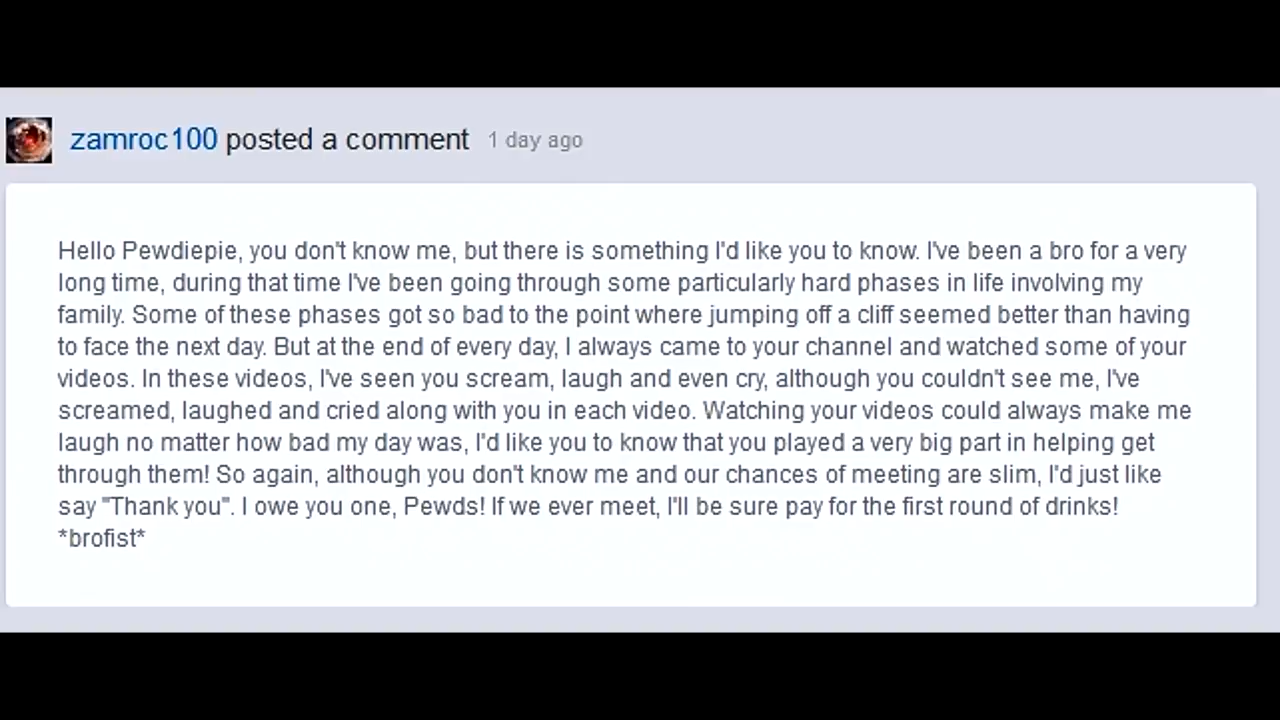 zamroc100 posted a comment 1 day ago
Hello Pewdiepie, you don't know me, but there is something I'd like you to know. I've been a bro for a very
long time, during that time I've been going through some particularly hard phases in life involving my
family. Some of these phases got so bad to the point where jumping off a cliff seemed better than having
to face the next day. But at the end of every day, I always came to your channel and watched some of your
videos. In these videos, I've seen you scream, laugh and even cry, although you couldn't see me, I've
screamed, laughed and cried along with you in each video. Watching your videos could always make me
laugh no matter how bad my day was, I'd like you to know that you played a very big part in helping get
through them! So again, although you don't know me and our chances of meeting are slim, I'd just like
say "Thank you". I owe you one, Pewds! If we ever meet, I'll be sure pay for the first round of drinks!
*brofist*